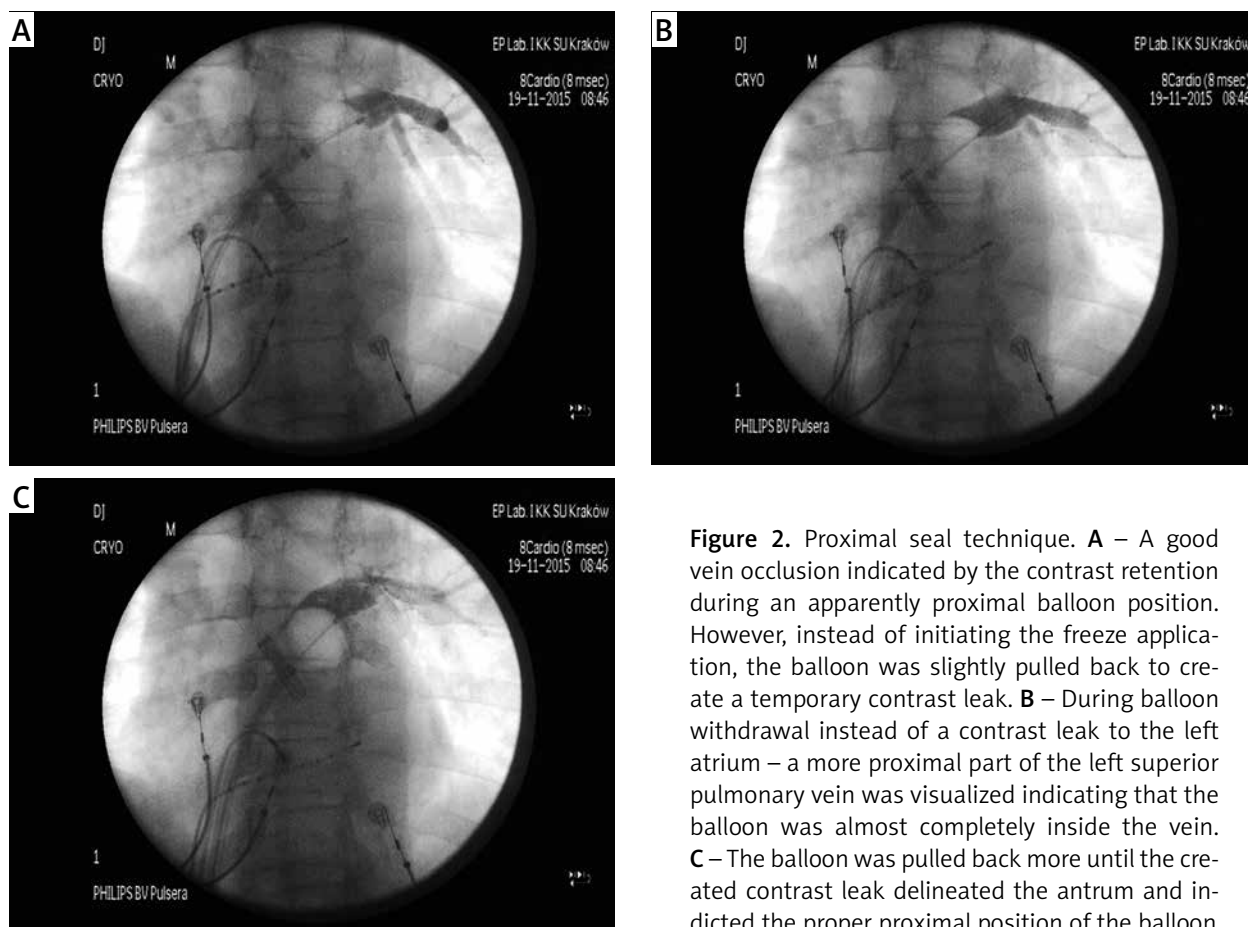 A
DJ
M
CRYO
EP Lab. I KK SU Kraków
8Cardio (8 msec)
19-11-2015 08:46
1
PHILIPS BV Pulsera
B
DJ
M
CRYO
EP Lab. I KK SU Kraków
8Cardio (8 msec)
19-11-2015 08:46
1
PHILIPS BV Pulsera
C
DJ
M
CRYO
EP Lab. I KK SU Kraków
8Cardio (8 msec)
19-11-2015 08:46
1
PHILIPS BV Pulsera
Figure 2. Proximal seal technique. A – A good
vein occlusion indicated by the contrast retention
during an apparently proximal balloon position.
However, instead of initiating the freeze applica-
tion, the balloon was slightly pulled back to cre-
ate a temporary contrast leak. B – During balloon
withdrawal instead of a contrast leak to the left
atrium – a more proximal part of the left superior
pulmonary vein was visualized indicating that the
balloon was almost completely inside the vein.
C – The balloon was pulled back more until the cre-
ated contrast leak delineated the antrum and in-
dicted the proper proximal position of the balloon